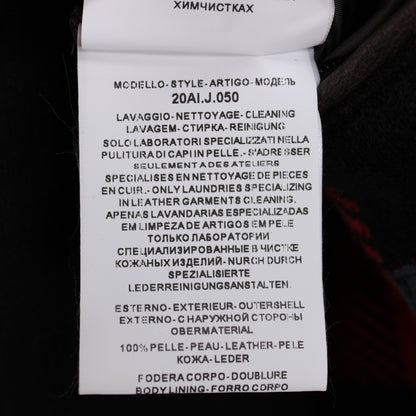 ХИМЧИСТКАХ
MODELLO-STYLE-ARTIGO-МОДЕЛЬ
20AI.J.050
LAVAGGIO-NETTOYAGE-CLEANING
LAVAGEM-СТИРКА-REINIGUNG
SOLO LABORATORI SPECIALIZZATI NELLA
PULITURA DI CAPI IN PELLE.-S'ADRESSER
SEULEMENT A DES ATELIERS
SPECIALISES EN NETTOYAGE DE PIECES
EN CUIR.-ONLY LAUNDRIES SPECIALIZING
IN LEATHER GARMENTS CLEANING.
APENAS LAVANDARIAS ESPECIALIZADAS
EM LIMPEZA DE ARTIGOS EM PELE
ТОЛЬКО ЛАБОРАТОРИИ
СПЕЦИАЛИЗИРОВАННЫЕ В ЧИСТКЕ
КОЖАНЫХ ИЗДЕЛИЙ-NUR CH DURCH
SPEZIALISIERTE
LEDERREINIGUNGSANSTALTEN.
ESTERNO-EXTERIEUR-OUTERSHELL
EXTERNO-С НАРУЖНОЙ СТОРОНЫ
OBERMATERIAL
100% PELLE-PEAU-LEATHER-PELE
КОЖА-LEDER
FODERA CORPO-DOUBLURE
BODY LINING-FORRO CORPO